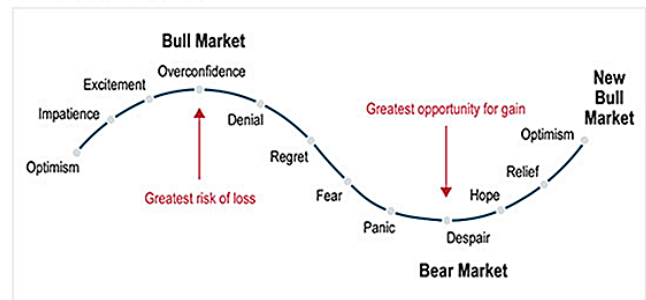 Bull Market
Overconfidence
Excitement
Impatience
Optimism
Denial
Regret
Fear
Panic
Greatest risk of loss
Greatest opportunity for gain
Despair
Hope
Relief
Optimism
New
Bull
Market
Bear Market